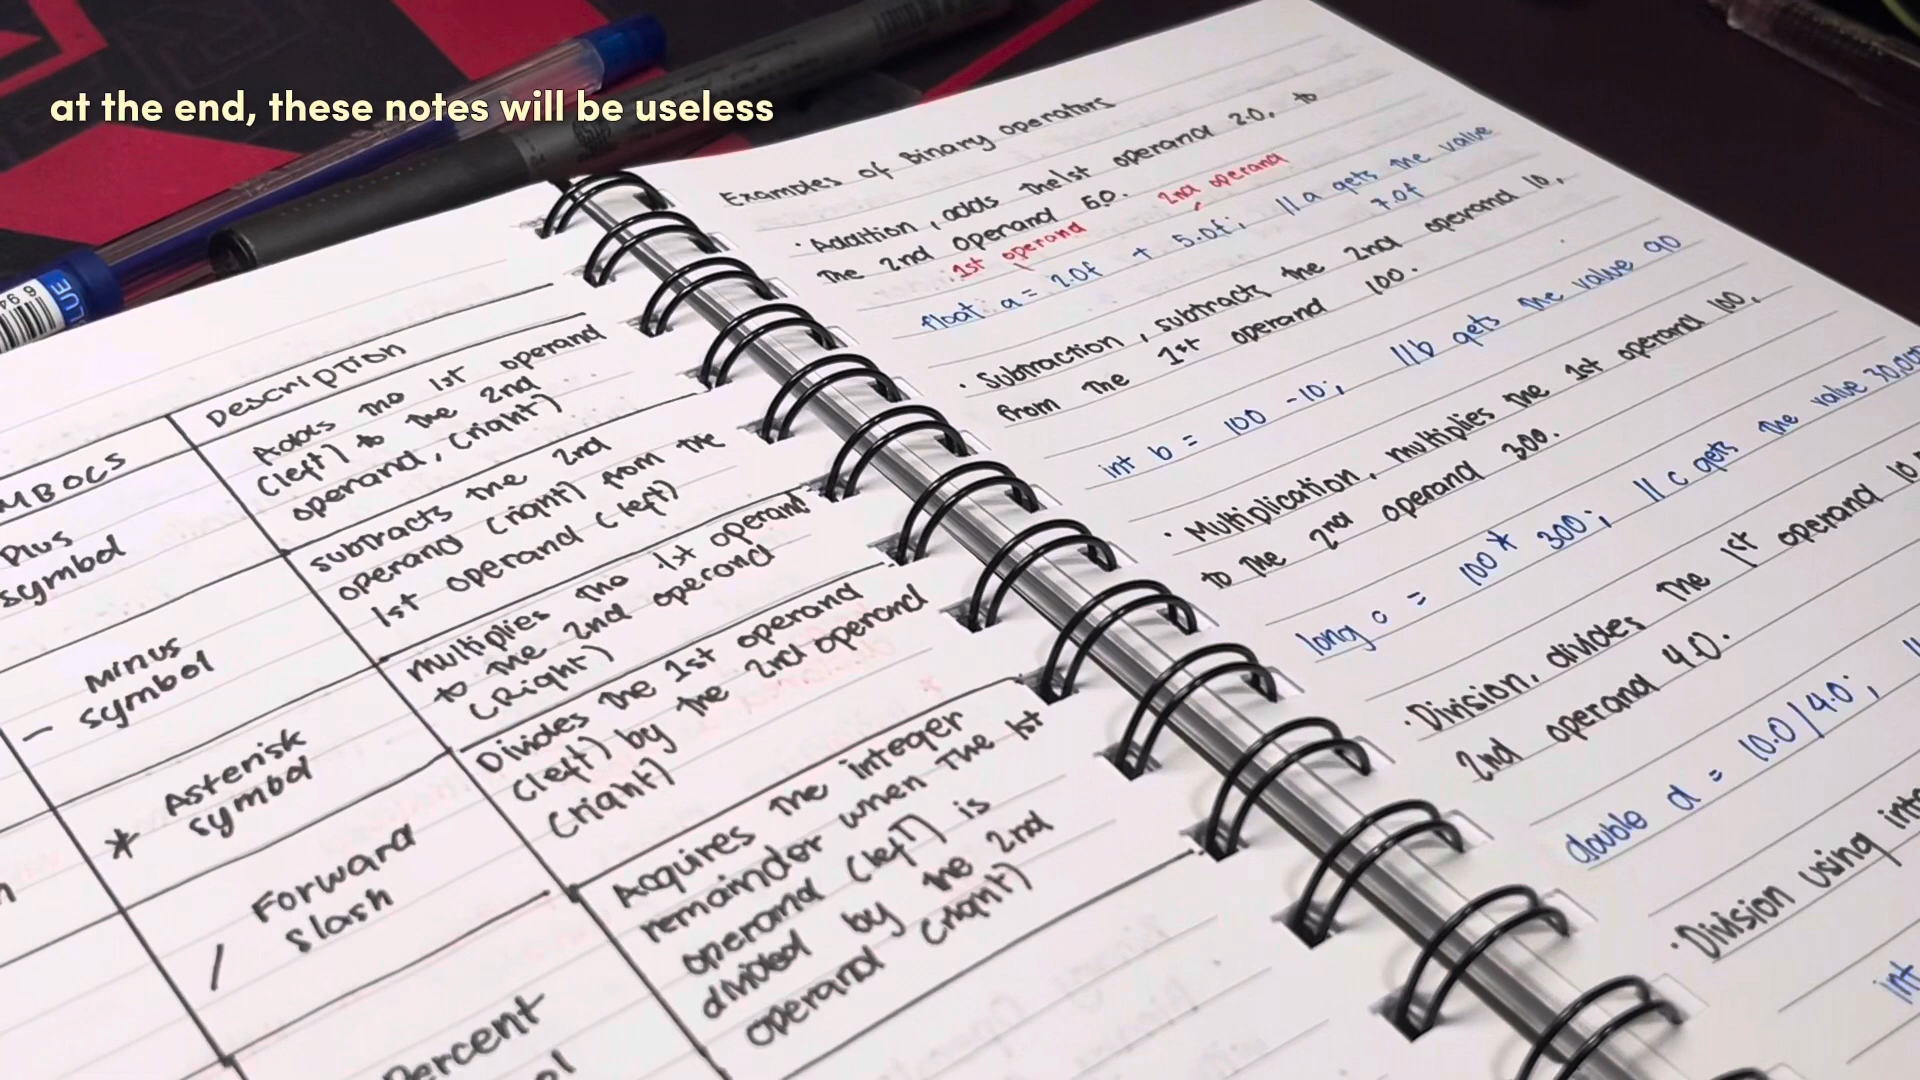 at the end, these notes will be useless
BLUE
DESCRIPTION
Plus
symbol
Adds the 1st operand
(left) to the 2nd
operand, (right)
- Minus
symbol
subtracts the 2nd
operand (right) from the
1st operand (left)
* Asterisk
symbol
Multiplies the 1st operand
to the 2nd operand
(Right)
/ Forward
slash
Divides the 1st operand
(left) by the 2nd operand
(right)
Percent
Acquires the integer
remainder when the 1st
operand (left) is
divided by the 2nd
operand (right)
Examples of Binary operators
· Addition, adds the 1st operand 2.0, to
the 2nd operand 5.0.
1st operand 2nd operand
float a = 2.0f + 5.0f; // a gets the value
7.0f
· Subtraction, subtracts the 2nd operand 10,
from the 1st operand 100.
int b = 100 - 10; // b gets the value 90
· Multiplication, multiplies the 1st operand 100,
to the 2nd operand 300.
long c = 100 * 300; // c gets the value 30,000
· Division, divides the 1st operand
2nd operand 4.0.
double d = 10.0 / 4.0; //
· Division using
int